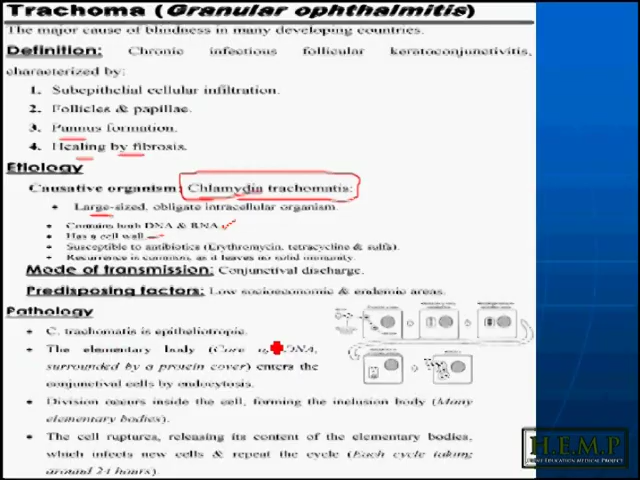 Trachoma (Granular ophthalmitis)
The major cause of blindness in many developing countries.
Definition: Chronic infectious follicular keratoconjunctivitis,
characterized by:
1. Subepithelial cellular infiltration.
2. Follicles & papillae.
3. Pannus formation.
4. Healing by fibrosis.
Etiology
Causative organism: Chlamydia trachomatis:
• Large-sized, obligate intracellular organism.
• Contains both DNA & RNA
• Has a cell wall
• Susceptible to antibiotics (Erythromycin, tetracycline & sulfa).
• Recurrence is common, as it leaves no solid immunity.
Mode of transmission: Conjunctival discharge.
Predisposing factors: Low socioeconomic & endemic areas.
Pathology
• C. trachomatis is epitheliotropic.
• The elementary body (Core DNA,
surrounded by a protein cover) enters the
conjunctival cells by endocytosis.
• Division occurs inside the cell, forming the inclusion body (Many
elementary bodies).
• The cell ruptures, releasing its content of the elementary bodies,
which infects new cells & repeat the cycle (Each cycle taking
around 24 hours).
H.E.M.P